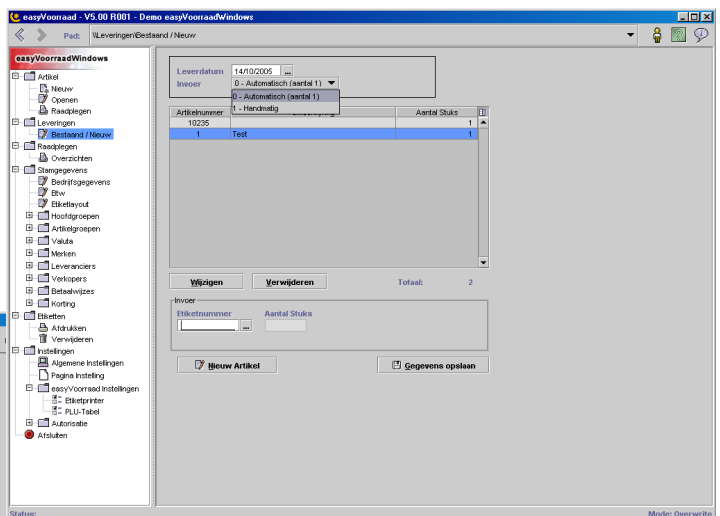 easyVoorraad - V5.00 R001 - Demo easyVoorraadWindows
Pad: \\Leveringen\Bestaand / Nieuw
easyVoorraadWindows
Artikel
Nieuw
Openen
Raadplegen
Leveringen
Bestaand / Nieuw
Raadplegen
Overzichten
Stamgegevens
Bedrijfsgegevens
Btw
Etiketlayout
Hoofdgroepen
Artikelgroepen
Valuta
Merken
Leveranciers
Verkopers
Betaalwijzes
Korting
Etiketten
Afdrukken
Verwijderen
Instellingen
Algemene Instellingen
Pagina Instelling
easyVoorraad Instellingen
Etiketprinter
PLU-Tabel
Autorisatie
Afsluiten
Leverdatum 14/10/2005 ...
Invoer 0 - Automatisch (aantal 1)
0 - Automatisch (aantal 1)
1 - Handmatig
Artikelnummer Aantal Stuks
10235 1
1 Test 1
Wijzigen Verwijderen Totaal: 2
Invoer
Etiketnummer Aantal Stuks
...
Nieuw Artikel Gegevens opslaan
Status: Mode: Overwrite